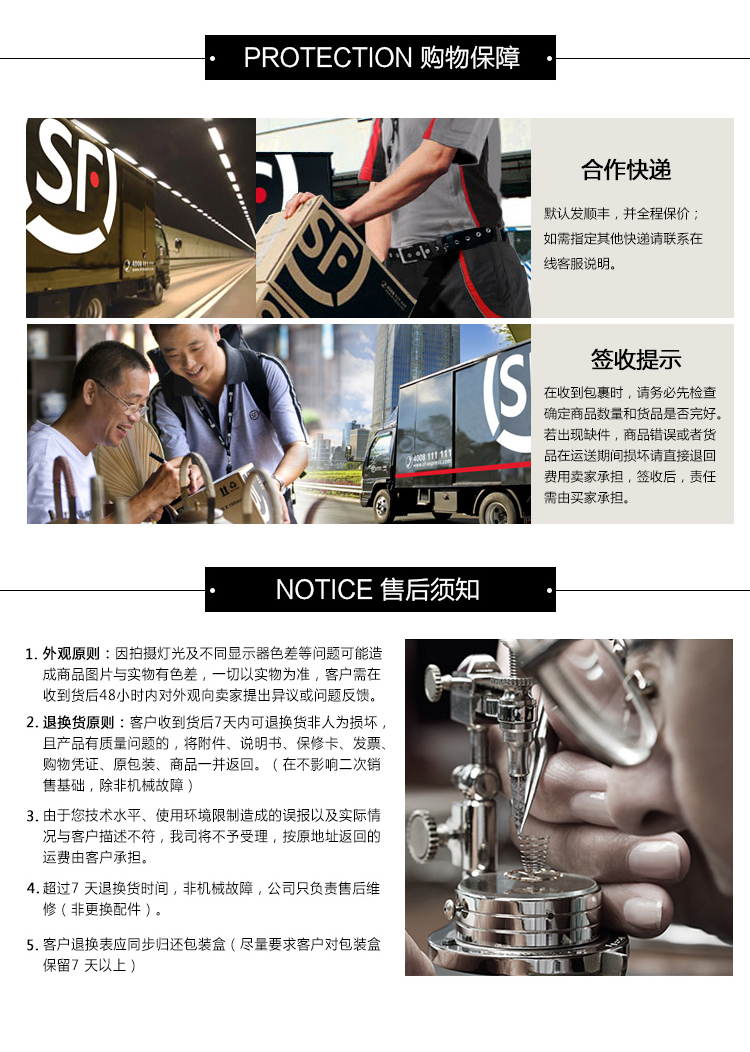 PROTECTION 购物保障
SF
SF
合作快递
默认发顺丰，并全程保价；
如需指定其他快递请联系在
线客服说明。
签收提示
在收到包裹时，请务必先检查
确定商品数量和货品是否完好。
若出现缺件，商品错误或者货
品在运送期间损坏请直接退回
费用卖家承担，签收后，责任
需由买家承担。
S
4008 111 111
NOTICE 售后须知
1. 外观原则：因拍摄灯光及不同显示器色差等问题可能造
成商品图片与实物有色差，一切以实物为准，客户需在
收到货后48小时内对外观向卖家提出异议或问题反馈。
2. 退换货原则：客户收到货后7天内可退换货非人为损坏，
且产品有质量问题的，将附件、说明书、保修卡、发票、
购物凭证、原包装、商品一并返回。（在不影响二次销
售基础，除非机械故障）
3. 由于您技术水平、使用环境限制造成的误报以及实际情
况与客户描述不符，我司将不予受理，按原地址返回的
运费由客户承担。
4. 超过7 天退换货时间，非机械故障，公司只负责售后维
修（非更换配件）。
5. 客户退换表应同步归还包装盒（尽量要求客户对包装盒
保留7 天以上）